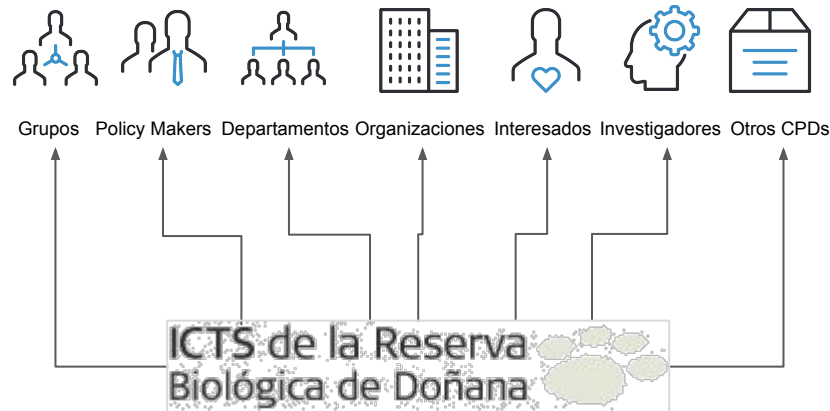 Grupos Policy Makers Departamentos Organizaciones Interesados Investigadores Otros CPDs
ICTS de la Reserva
Biológica de Doñana